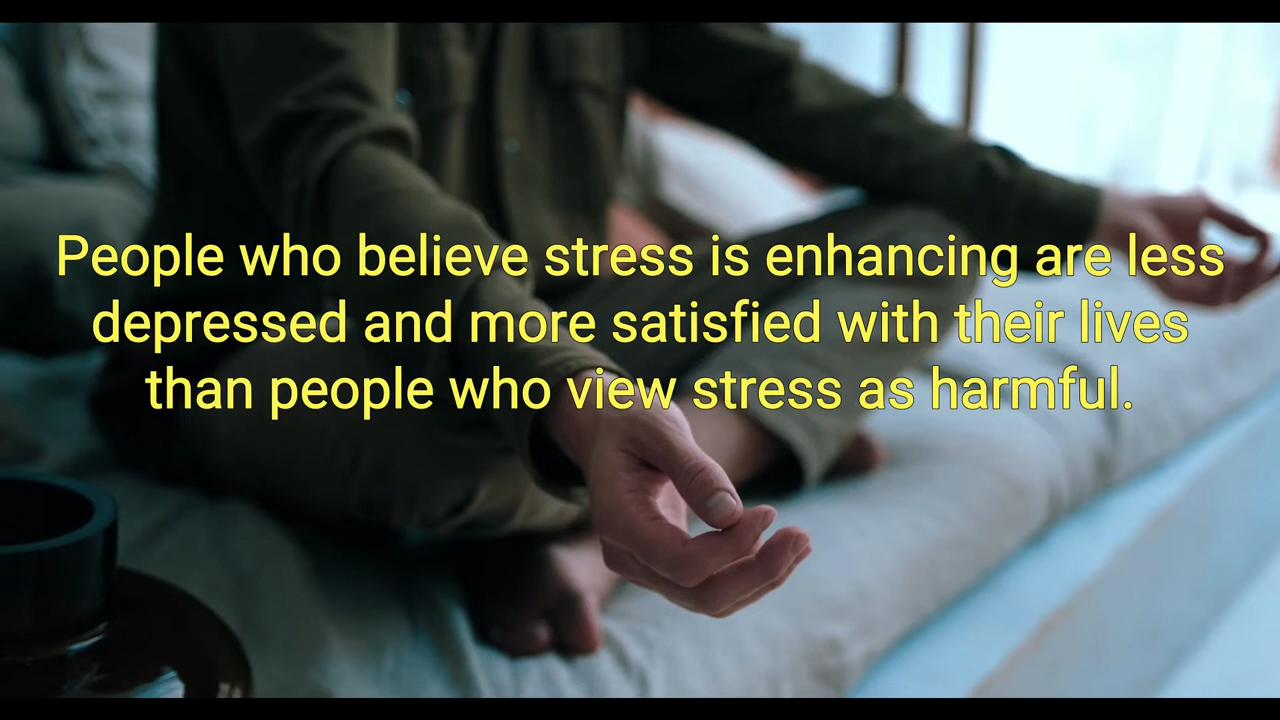 People who believe stress is enhancing are less
depressed and more satisfied with their lives
than people who view stress as harmful.